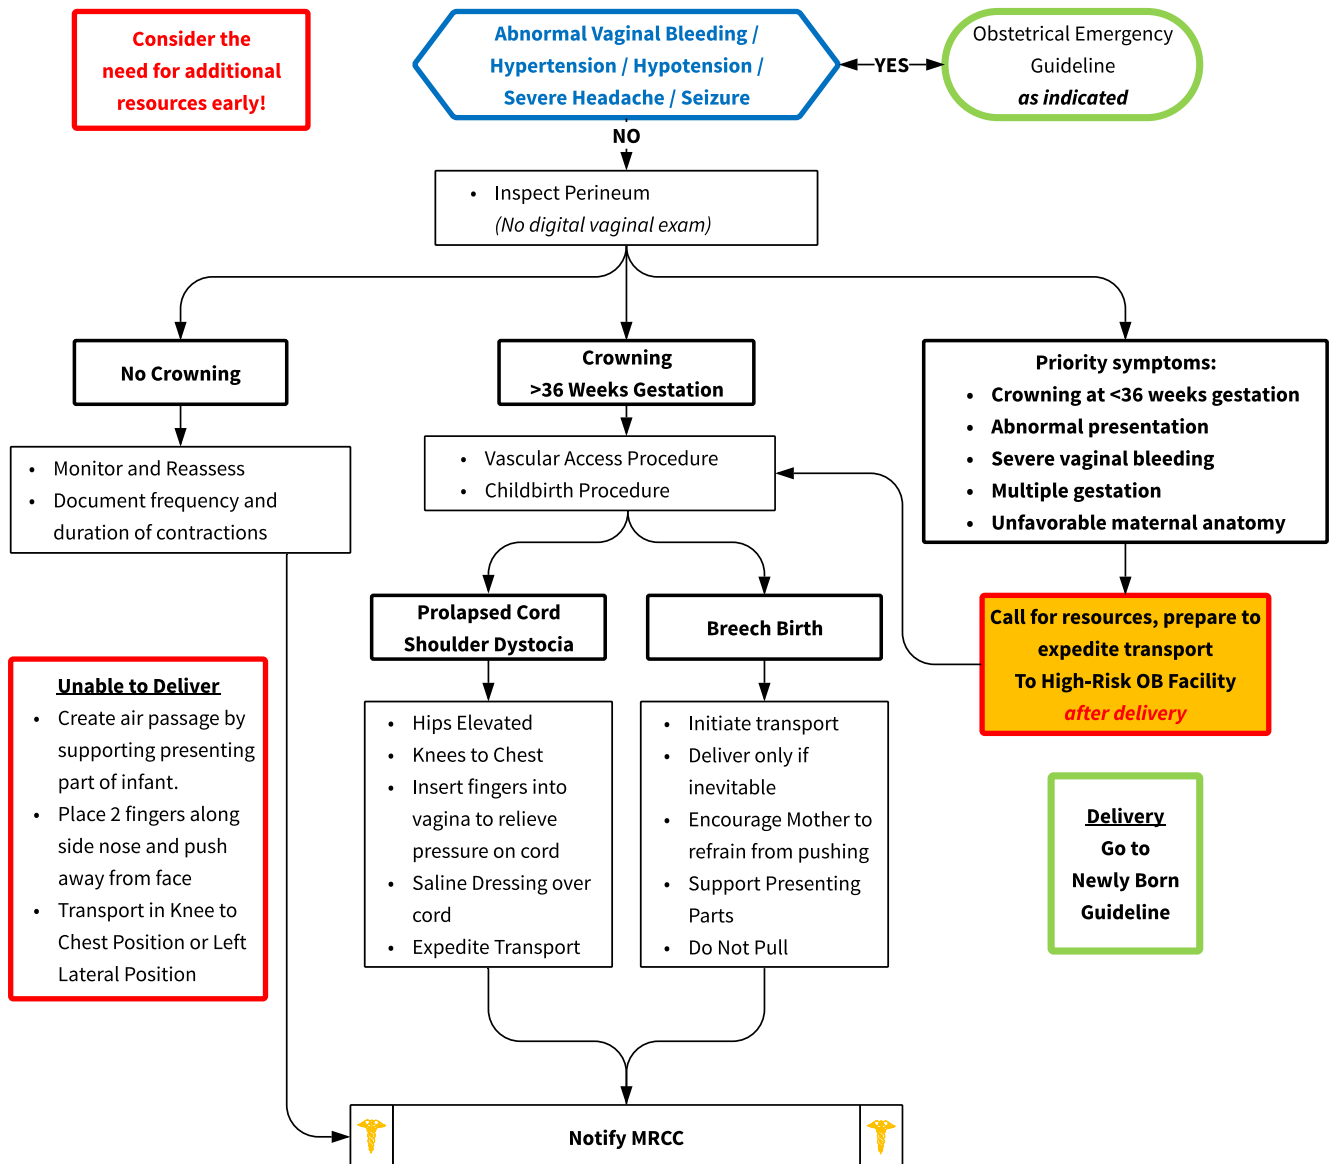 Consider the
need for additional
resources early!
Abnormal Vaginal Bleeding /
Hypertension / Hypotension /
Severe Headache / Seizure
YES
Obstetrical Emergency
Guideline
as indicated
NO
• Inspect Perineum
(No digital vaginal exam)
No Crowning
Crowning
>36 Weeks Gestation
Priority symptoms:
• Crowning at <36 weeks gestation
• Abnormal presentation
• Severe vaginal bleeding
• Multiple gestation
• Unfavorable maternal anatomy
• Monitor and Reassess
• Document frequency and
duration of contractions
• Vascular Access Procedure
• Childbirth Procedure
Prolapsed Cord
Shoulder Dystocia
Breech Birth
Call for resources, prepare to
expedite transport
To High-Risk OB Facility
after delivery
Unable to Deliver
• Create air passage by
supporting presenting
part of infant.
• Place 2 fingers along
side nose and push
away from face
• Transport in Knee to
Chest Position or Left
Lateral Position
• Hips Elevated
• Knees to Chest
• Insert fingers into
vagina to relieve
pressure on cord
• Saline Dressing over
cord
• Expedite Transport
• Initiate transport
• Deliver only if
inevitable
• Encourage Mother to
refrain from pushing
• Support Presenting
Parts
• Do Not Pull
Delivery
Go to
Newly Born
Guideline
Notify MRCC